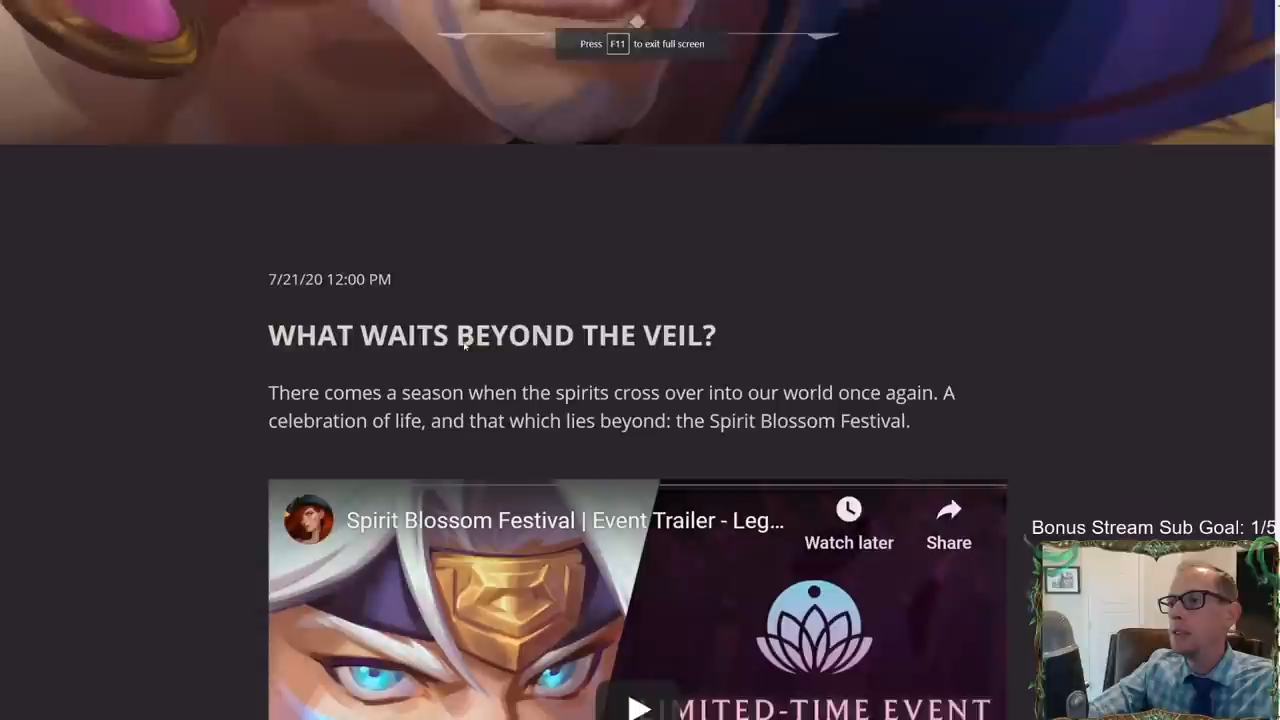 Press F11 to exit full screen
7/21/20 12:00 PM
WHAT WAITS BEYOND THE VEIL?
There comes a season when the spirits cross over into our world once again. A
celebration of life, and that which lies beyond: the Spirit Blossom Festival.
Spirit Blossom Festival | Event Trailer - Leg...
Watch later
Share
Bonus Stream Sub Goal: 1/5
IMITED-TIME EVENT